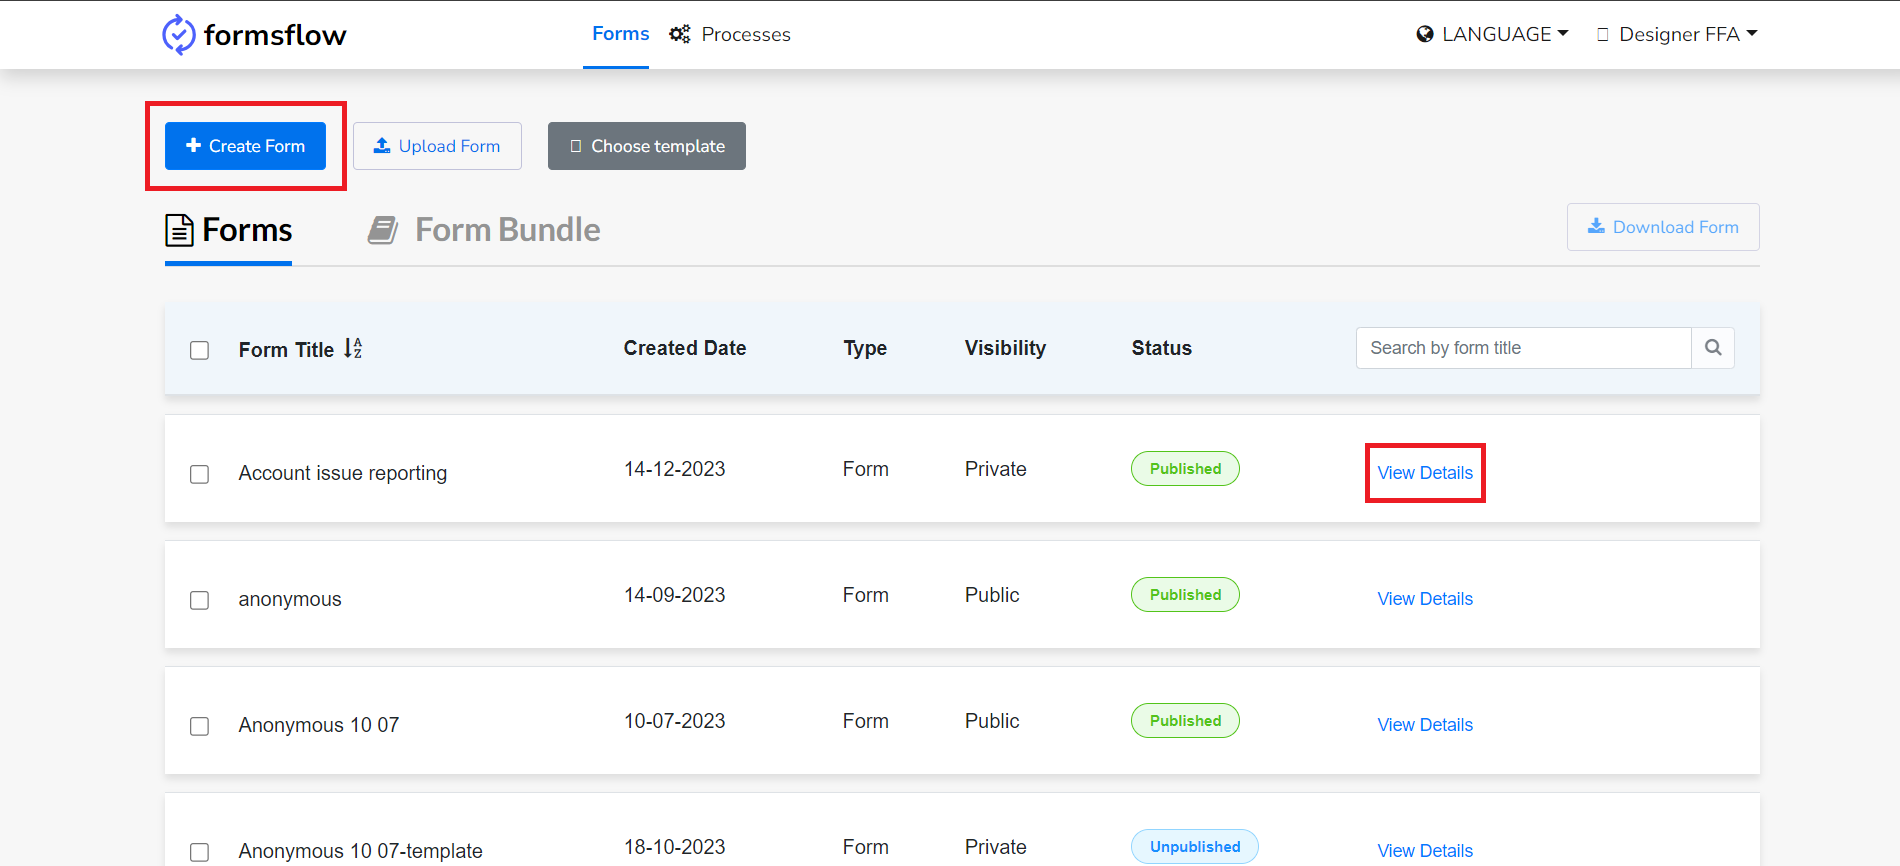 formsflow Forms Processes LANGUAGE Designer FFA
Create Form Upload Form Choose template
Forms Form Bundle Download Form
Form Title Created Date Type Visibility Status Search by form title
Account issue reporting 14-12-2023 Form Private Published View Details
anonymous 14-09-2023 Form Public Published View Details
Anonymous 10 07 10-07-2023 Form Public Published View Details
Anonymous 10 07-template 18-10-2023 Form Private Unpublished View Details